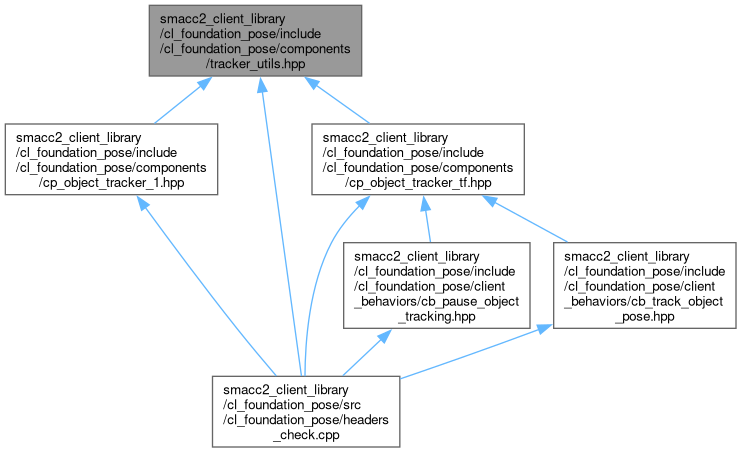 smacc2_client_library
/cl_foundation_pose/include
/cl_foundation_pose/components
/tracker_utils.hpp
smacc2_client_library
/cl_foundation_pose/include
/cl_foundation_pose/components
/cp_object_tracker_1.hpp
smacc2_client_library
/cl_foundation_pose/include
/cl_foundation_pose/components
/cp_object_tracker_tf.hpp
smacc2_client_library
/cl_foundation_pose/include
/cl_foundation_pose/client
_behaviors/cb_pause_object
_tracking.hpp
smacc2_client_library
/cl_foundation_pose/include
/cl_foundation_pose/client
_behaviors/cb_track_object
_pose.hpp
smacc2_client_library
/cl_foundation_pose/src
/cl_foundation_pose/headers
_check.cpp